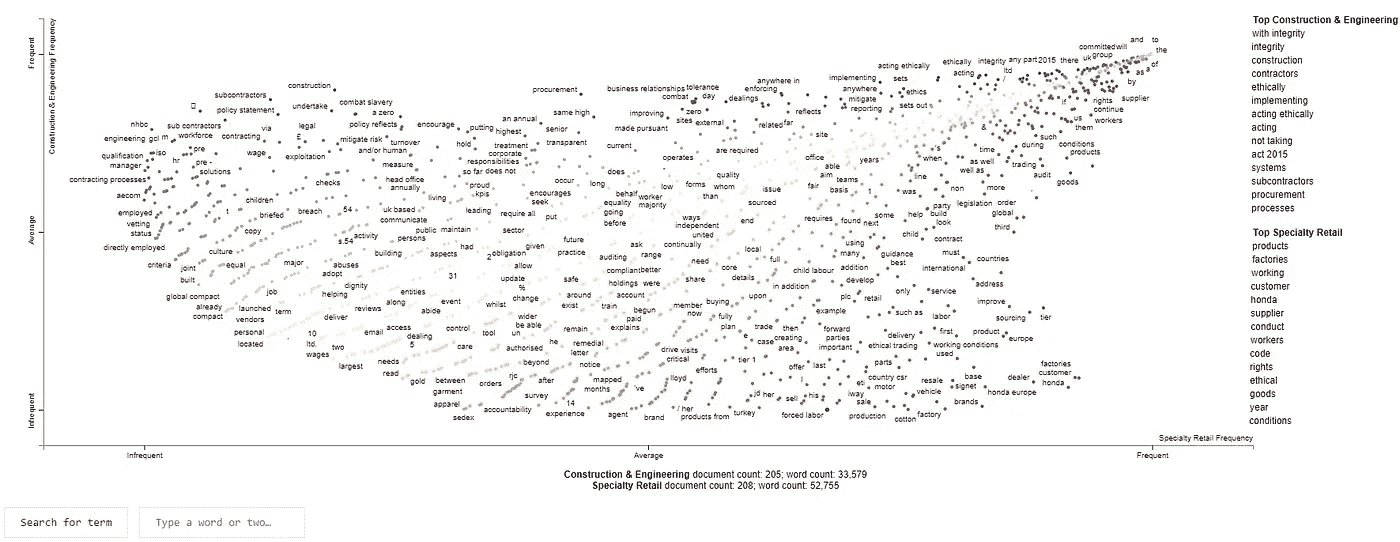 Frequent
Average
Infrequent
Construction & Engineering Frequency
and to
committed will the
uk group
acting ethically ethically integrity any part 2015 there of
implementing sets acting ltd as a
anywhere in / by
construction procurement business relationships tolerance enforcing anywhere ethics
subcontractors combat day dealings mitigate sets out if rights supplier
policy statement undertake combat slavery same high improving zero reporting continue
a zero sites external reflects us workers
nhbc sub contractors via legal policy reflects encourage an annual senior made pursuant related far & them
engineering gcl m workforce contracting £ putting highest site such
mitigate risk turnover hold treatment transparent current during conditions
qualification iso pre wage exploitation and/or human corporate operates are required office years when time products
manager hr pre - measure responsibilities able as well trading
solutions so far does not does quality aim line well as audit
contracting processes checks head office proud occur long low forms whom issue fair teams non more goods
aecom annually kpis encourages behalf worker than basis 1 was
children living seek equality majority sourced legislation order
employed t briefed breach 54 uk based leading require all put going ways requires found some help party global
vetting communicate before independent end next build look third
status copy public maintain sector united child
directly employed s.54 activity persons future ask continually using contract
culture building aspects had 2 obligation given practice auditing range need local full many guidance must countries
criteria joint equal major abuses allow compliant better core child labour addition best international
built adopt 31 update safe holdings were share details in addition develop address
job dignity % around account upon
global compact helping entities whilst change exist train member buying plc retail only service improve
already launched term reviews along event begun now example such as labor sourcing tier
compact vendors deliver abide wider paid fully
personal 10 access control be able remain explains plan trade then forward delivery first product europe
located ltd. email dealing tool un e creating parties
wages two 5 care authorised he remedial drive visits case area important ethical trading working conditions
needs letter critical tier 1 used
largest read beyond notice efforts offer last parts factories
gold between orders rjc after mapped lloyd l eti country csr resale base dealer customer
garment survey months 've jd her sell his iway motor vehicle signet honda europe honda
apparel accountability 14 / her sale brands
sedex experience agent brand products from turkey forced labor production cotton factory
Specialty Retail Frequency
Infrequent
Average
Frequent
Construction & Engineering document count: 205; word count: 33,579
Specialty Retail document count: 208; word count: 52,755
Search for term
Type a word or two…
Top Construction & Engineering
with integrity
integrity
construction
contractors
ethically
implementing
acting ethically
acting
not taking
act 2015
systems
subcontractors
procurement
processes
Top Specialty Retail
products
factories
working
customer
honda
supplier
conduct
workers
code
rights
ethical
goods
year
conditions